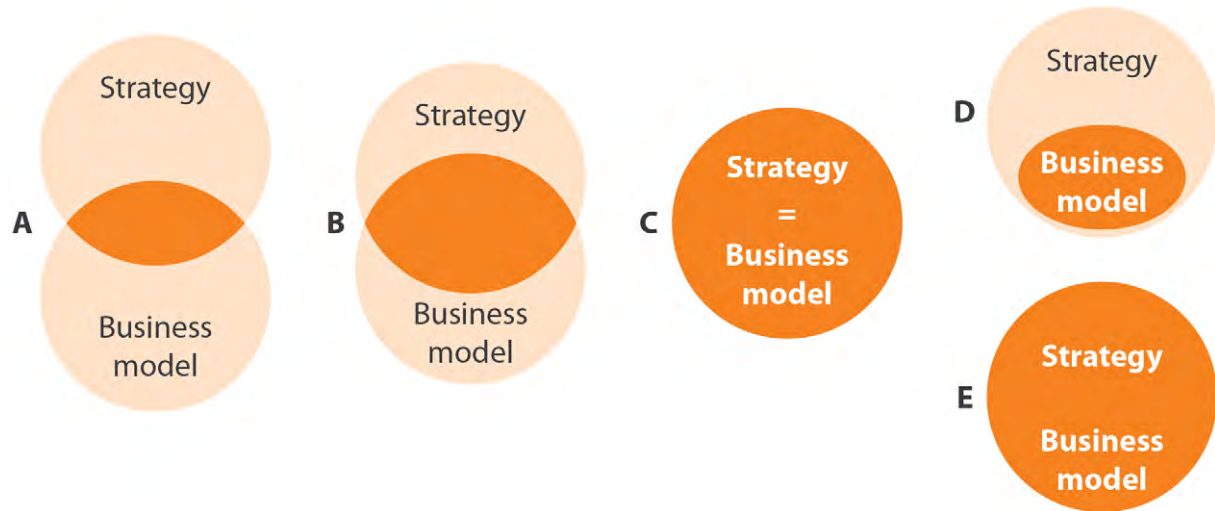 A
Strategy
Business
model
B
Strategy
Business
model
C
Strategy
=
Business
model
D
Strategy
Business
model
E
Strategy
Business
model